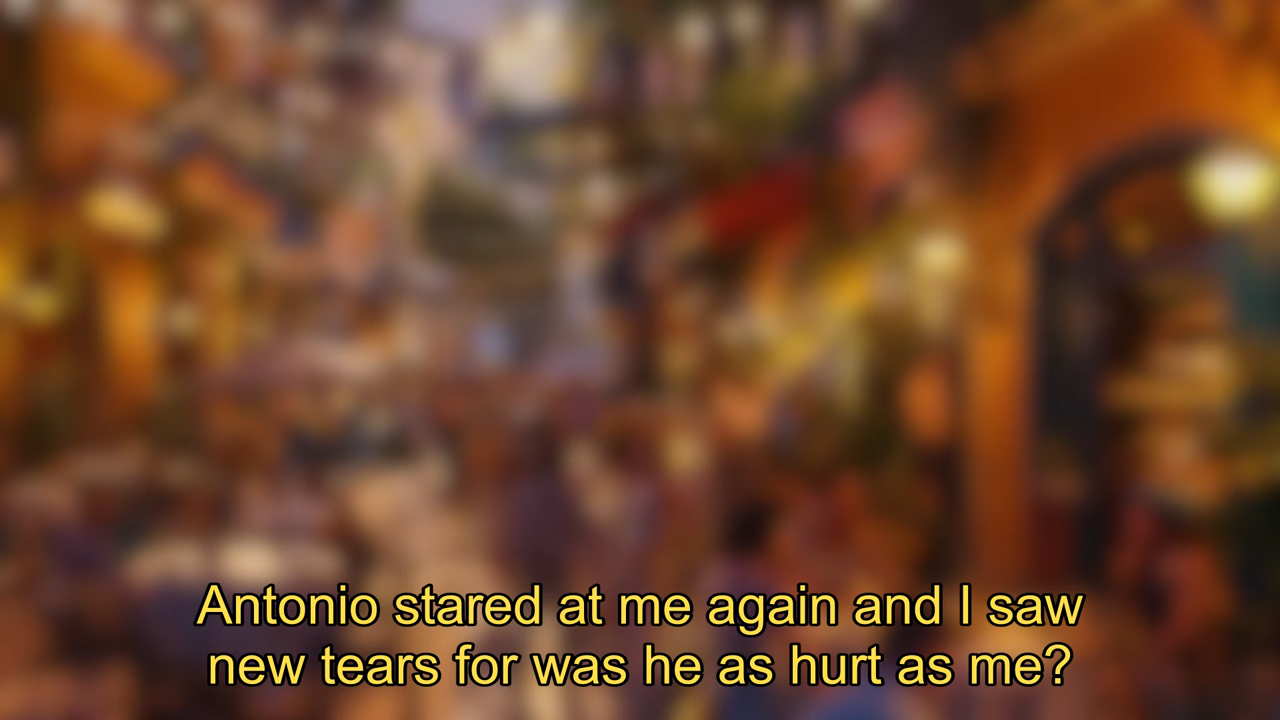 Antonio stared at me again and I saw
new tears for was he as hurt as me?